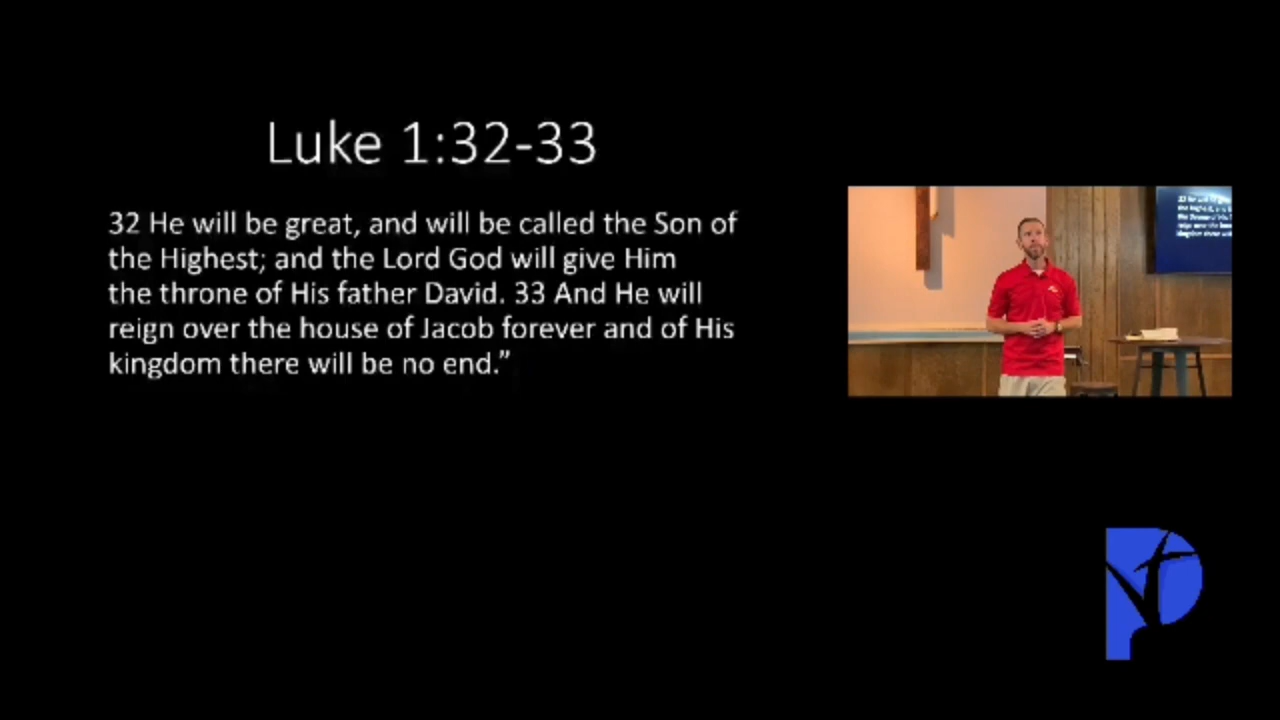 Luke 1:32-33
32 He will be great, and will be called the Son of
the Highest; and the Lord God will give Him
the throne of His father David. 33 And He will
reign over the house of Jacob forever and of His
kingdom there will be no end.”